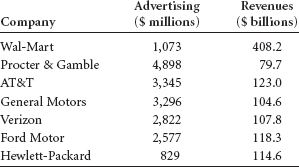 Company Advertising ($ millions) Revenues ($ billions)
Wal-Mart 1,073 408.2
Procter & Gamble 4,898 79.7
AT&T 3,345 123.0
General Motors 3,296 104.6
Verizon 2,822 107.8
Ford Motor 2,577 118.3
Hewlett-Packard 829 114.6